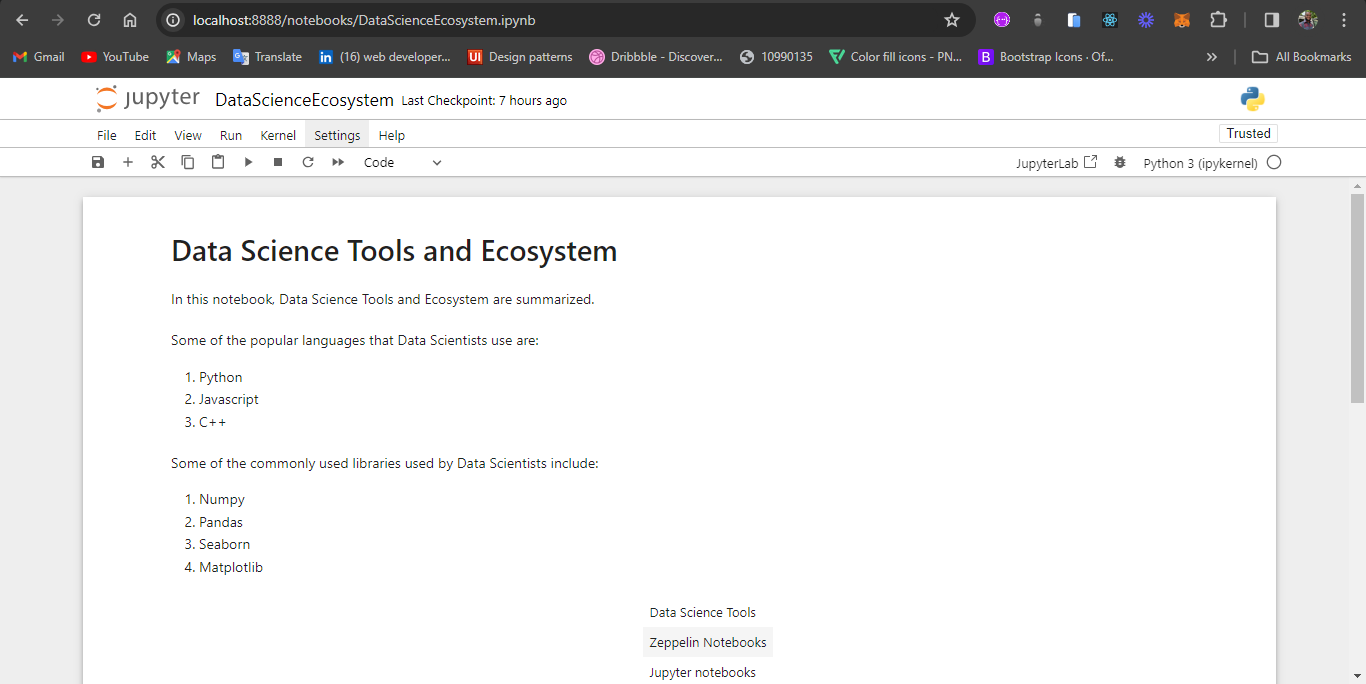 localhost:8888/notebooks/DataScienceEcosystem.ipynb
Gmail YouTube Maps Translate (16) web developer... Design patterns Dribbble - Discover... 10990135 Color fill icons - PN... Bootstrap Icons · Of... » All Bookmarks
jupyter DataScienceEcosystem Last Checkpoint: 7 hours ago
File Edit View Run Kernel Settings Help Trusted
Code JupyterLab Python 3 (ipykernel)
Data Science Tools and Ecosystem
In this notebook, Data Science Tools and Ecosystem are summarized.
Some of the popular languages that Data Scientists use are:
1. Python
2. Javascript
3. C++
Some of the commonly used libraries used by Data Scientists include:
1. Numpy
2. Pandas
3. Seaborn
4. Matplotlib
Data Science Tools
Zeppelin Notebooks
Jupyter notebooks